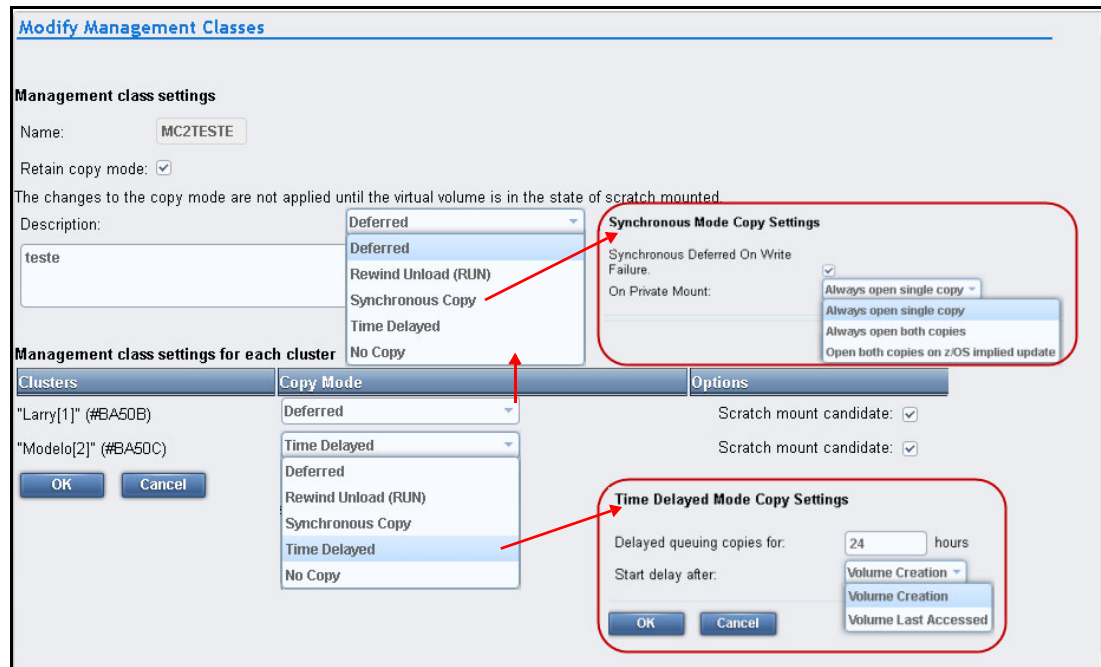 Modify Management Classes
Management class settings
Name: MC2TESTE
Retain copy mode:
The changes to the copy mode are not applied until the virtual volume is in the state of scratch mounted.
Description:
teste
Deferred
Deferred
Rewind Unload (RUN)
Synchronous Copy
Time Delayed
No Copy
Synchronous Mode Copy Settings
Synchronous Deferred On Write
Failure.
On Private Mount: Always open single copy
Always open single copy
Always open both copies
Open both copies on z/OS implied update
Management class settings for each cluster
Clusters Copy Mode Options
"Larry[1]" (#BA50B) Deferred Scratch mount candidate:
"Modelo[2]" (#BA50C) Time Delayed Scratch mount candidate:
OK Cancel
Deferred
Rewind Unload (RUN)
Synchronous Copy
Time Delayed
No Copy
Time Delayed Mode Copy Settings
Delayed queuing copies for: 24 hours
Start delay after: Volume Creation
Volume Creation
Volume Last Accessed
OK Cancel